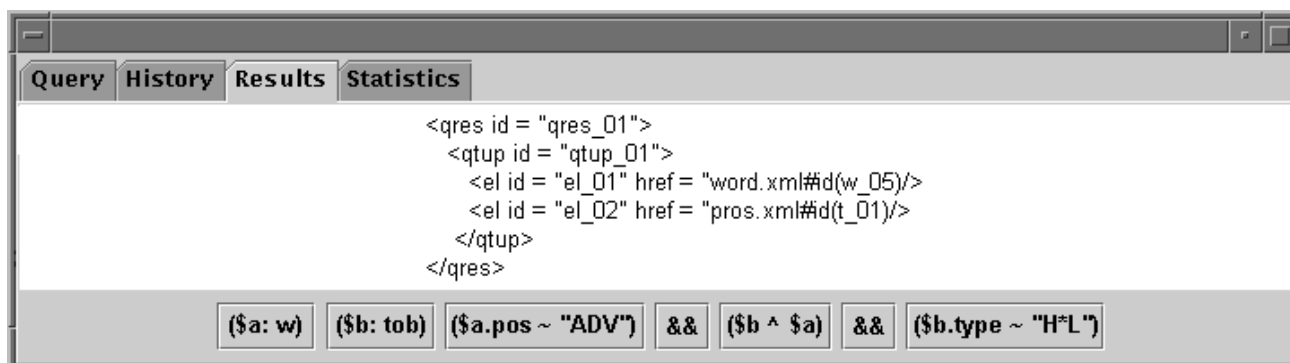 Query History Results Statistics
<qres id = "qres_01">
<qtup id = "qtup_01">
<el id = "el_01" href = "word.xml#id(w_05)/>
<el id = "el_02" href = "pros.xml#id(t_01)/>
</qtup>
</qres>
($a: w) ($b: tob) ($a.pos ~ "ADV") && ($b ^ $a) && ($b.type ~ "H*L")